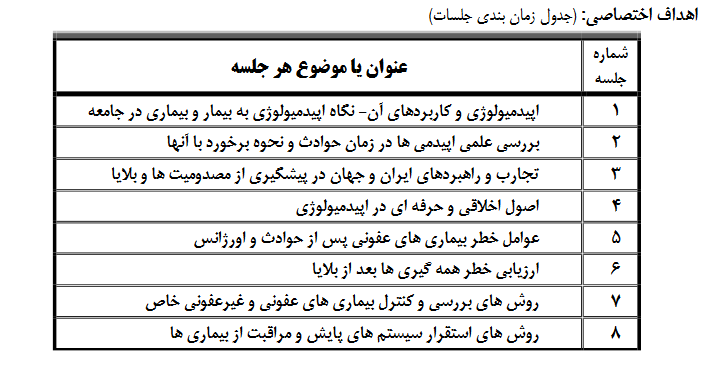 اهداف اختصاصی: (جدول زمان بندی جلسات)
شماره جلسه	عنوان یا موضوع هر جلسه
۱	اپیدمیولوژی و کاربردهای آن- نگاه اپیدمیولوژی به بیمار و بیماری در جامعه
۲	بررسی علمی اپیدمی ها در زمان حوادث و نحوه برخورد با آنها
۳	تجارب و راهبردهای ایران و جهان در پیشگیری از مصدومیت ها و بلایا
۴	اصول اخلاقی و حرفه ای در اپیدمیولوژی
۵	عوامل خطر بیماری های عفونی پس از حوادث و اورژانس
۶	ارزیابی خطر همه گیری ها بعد از بلایا
۷	روش های بررسی و کنترل بیماری های عفونی و غیرعفونی خاص
۸	روش های استقرار سیستم های پایش و مراقبت از بیماری ها